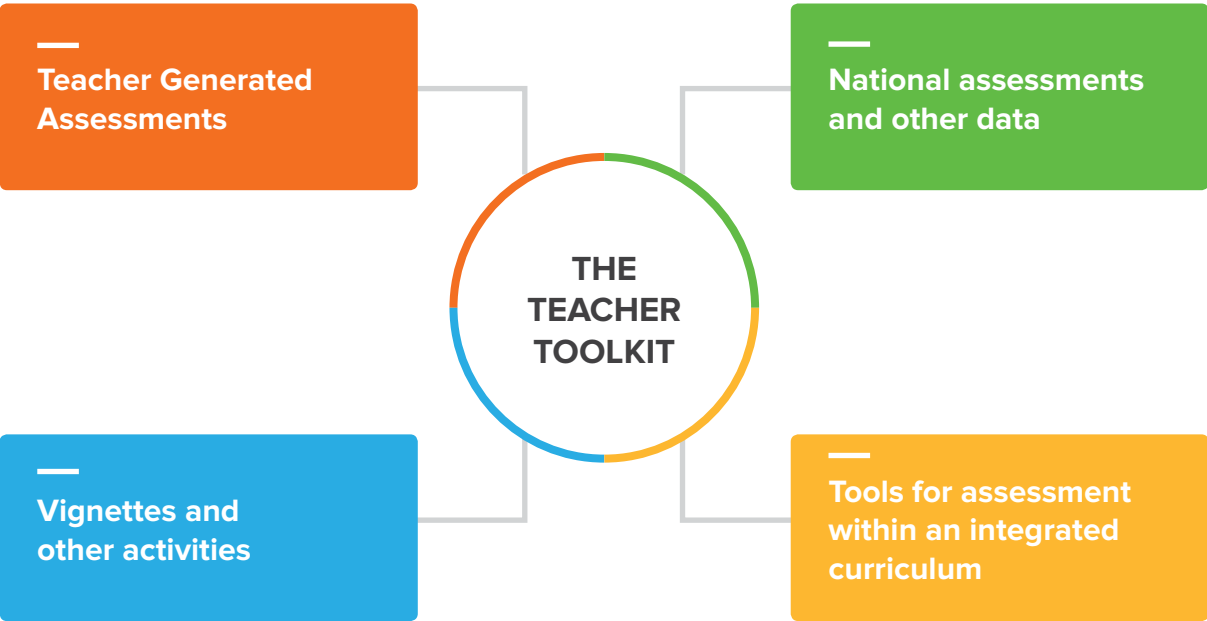 Teacher Generated
Assessments
National assessments
and other data
THE
TEACHER
TOOLKIT
Vignettes and
other activities
Tools for assessment
within an integrated
curriculum